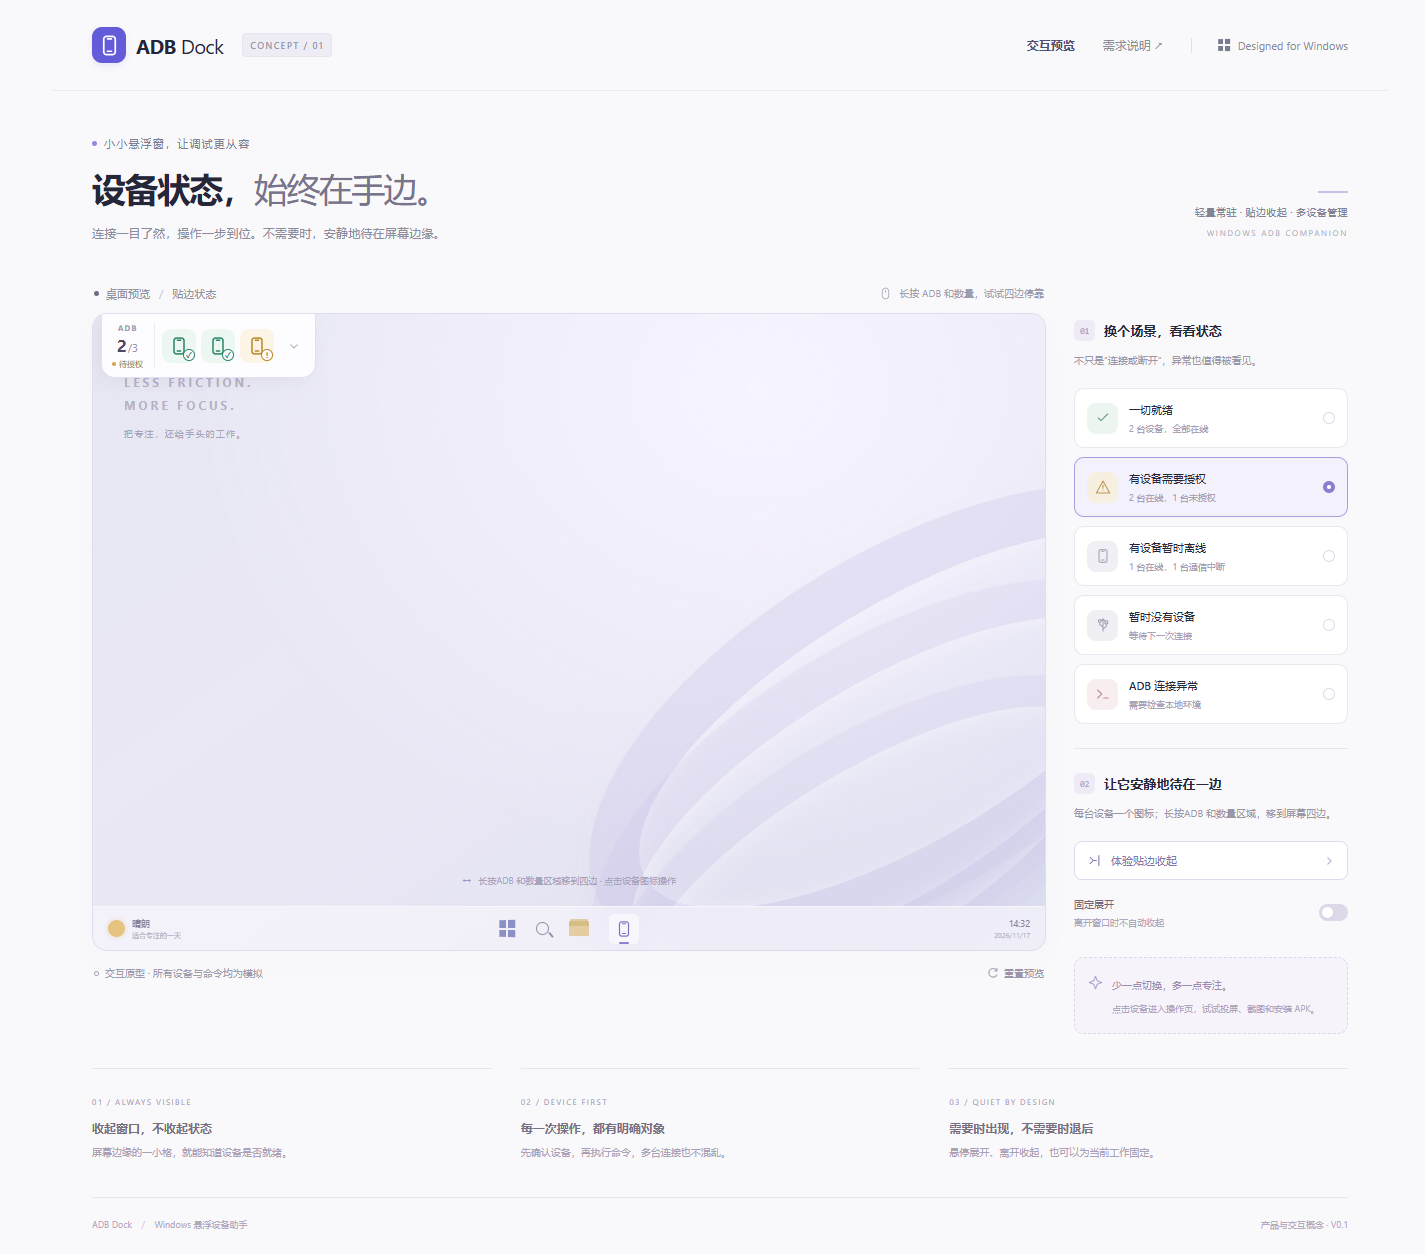 ADB Dock
CONCEPT / 01
交互预览
需求说明 ↗
Designed for Windows
小小悬浮窗，让调试更从容
设备状态，始终在手边。
连接一目了然，操作一步到位。不需要时，安静地待在屏幕边缘。
轻量常驻 · 贴边收起 · 多设备管理
WINDOWS ADB COMPANION
桌面预览 / 贴边状态
长按 ADB 和数量，试试四边停靠
ADB
2/3
待授权
LESS FRICTION.
MORE FOCUS.
把专注，还给手头的工作。
↔ 长按ADB 和数量区域移到四边 · 点击设备图标操作
晴朗
适合专注的一天
14:32
2026/11/17
交互原型 · 所有设备与命令均为模拟
重置预览
01 换个场景，看看状态
不只是“连接或断开”，异常也值得被看见。
一切就绪
2 台设备，全部在线
有设备需要授权
2 台在线，1 台未授权
有设备暂时离线
1 台在线，1 台通信中断
暂时没有设备
等待下一次连接
ADB 连接异常
需要检查本地环境
02 让它安静地待在一边
每台设备一个图标；长按ADB 和数量区域，移到屏幕四边。
体验贴边收起
固定展开
离开窗口时不自动收起
少一点切换，多一点专注。
点击设备进入操作页，试试投屏、截图和安装 APK。
01 / ALWAYS VISIBLE
收起窗口，不收起状态
屏幕边缘的一小格，就能知道设备是否就绪。
02 / DEVICE FIRST
每一次操作，都有明确对象
先确认设备，再执行命令，多台连接也不混乱。
03 / QUIET BY DESIGN
需要时出现，不需要时退后
悬停展开、离开收起，也可以为当前工作固定。
ADB Dock / Windows 悬浮设备助手
产品与交互概念 · V0.1